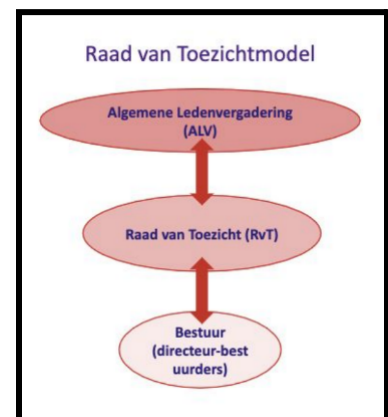 Raad van Toezichtmodel
Algemene Ledenvergadering
(ALV)
Raad van Toezicht (RvT)
Bestuur
(directeur-best
uurders)